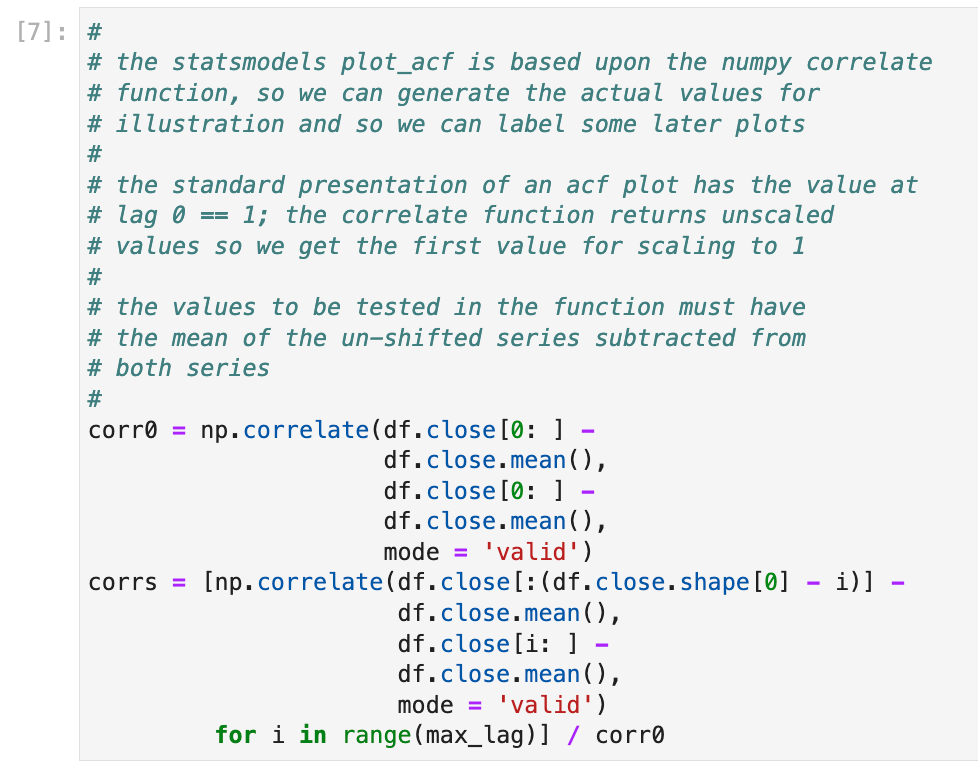 [7]: #
# the statsmodels plot_acf is based upon the numpy correlate
# function, so we can generate the actual values for
# illustration and so we can label some later plots
#
# the standard presentation of an acf plot has the value at
# lag 0 == 1; the correlate function returns unscaled
# values so we get the first value for scaling to 1
#
# the values to be tested in the function must have
# the mean of the un-shifted series subtracted from
# both series
#
corr0 = np.correlate(df.close[0: ] -
                     df.close.mean(),
                     df.close[0: ] -
                     df.close.mean(),
                     mode = 'valid')
corrs = [np.correlate(df.close[:(df.close.shape[0] - i)] -
                      df.close.mean(),
                      df.close[i: ] -
                      df.close.mean(),
                      mode = 'valid')
         for i in range(max_lag)] / corr0